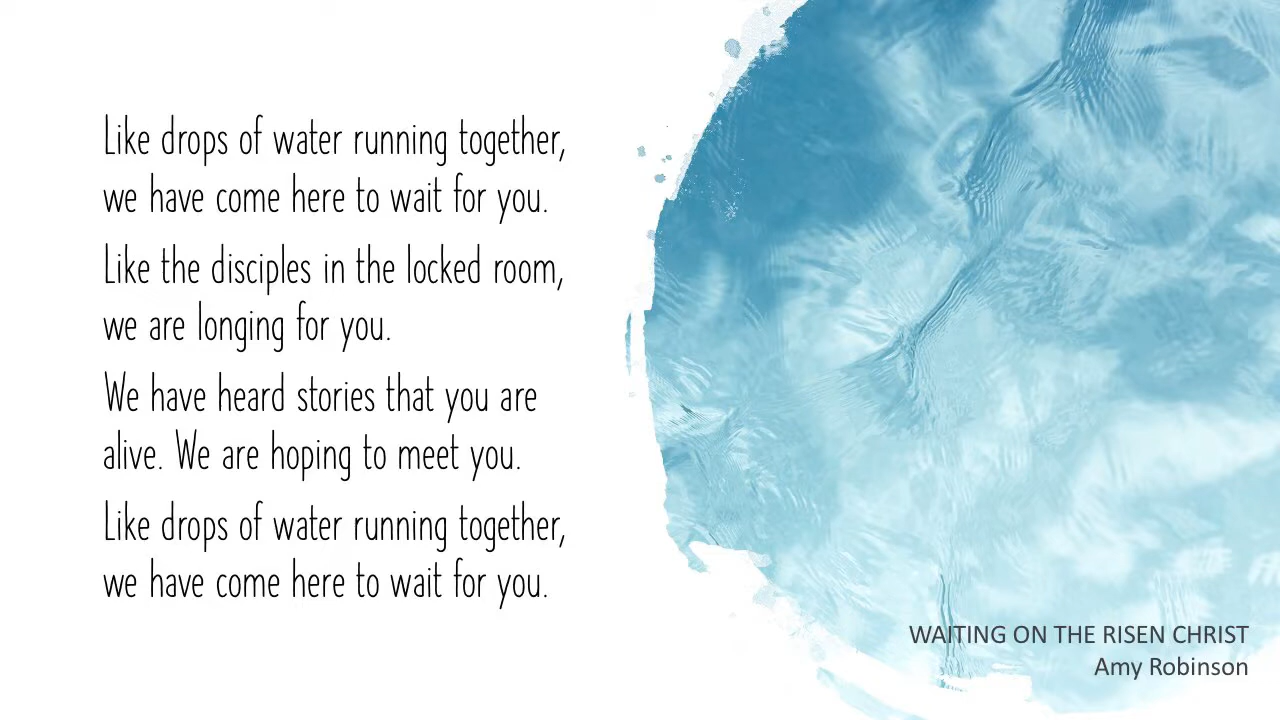 Like drops of water running together,
we have come here to wait for you.
Like the disciples in the locked room,
we are longing for you.
We have heard stories that you are
alive. We are hoping to meet you.
Like drops of water running together,
we have come here to wait for you.
WAITING ON THE RISEN CHRIST
Amy Robinson